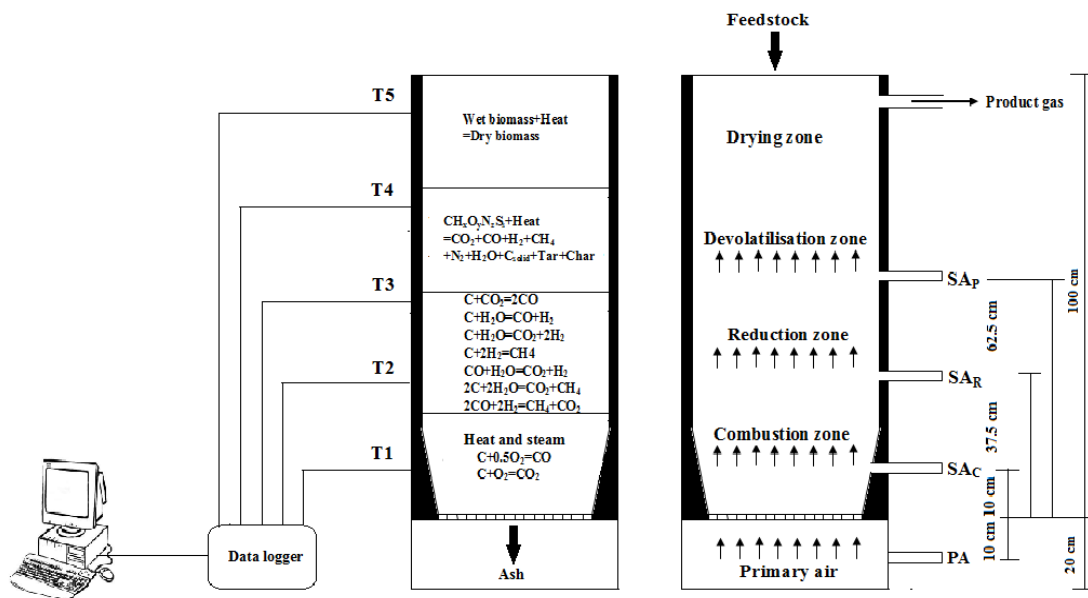 T5
T4
T3
T2
T1
Data logger
Wet biomass+Heat
=Dry biomass
CHxOyNzSs+Heat
=CO₂+CO+H₂+CH₄
+N₂+H₂O+Csolid+Tar+Char
C+CO₂=2CO
C+H₂O=CO+H₂
C+H₂O=CO₂+2H₂
C+2H₂=CH4
CO+H₂O=CO₂+H₂
2C+2H₂O=CO₂+CH₄
2CO+2H₂=CH₄+CO₂
Heat and steam
C+0.5O₂=CO
C+O₂=CO₂
Ash
Feedstock
Product gas
Drying zone
Devolatilisation zone
SAP
Reduction zone
SAR
Combustion zone
SAC
Primary air
PA
10 cm
10 cm
37.5 cm
62.5 cm
100 cm
20 cm